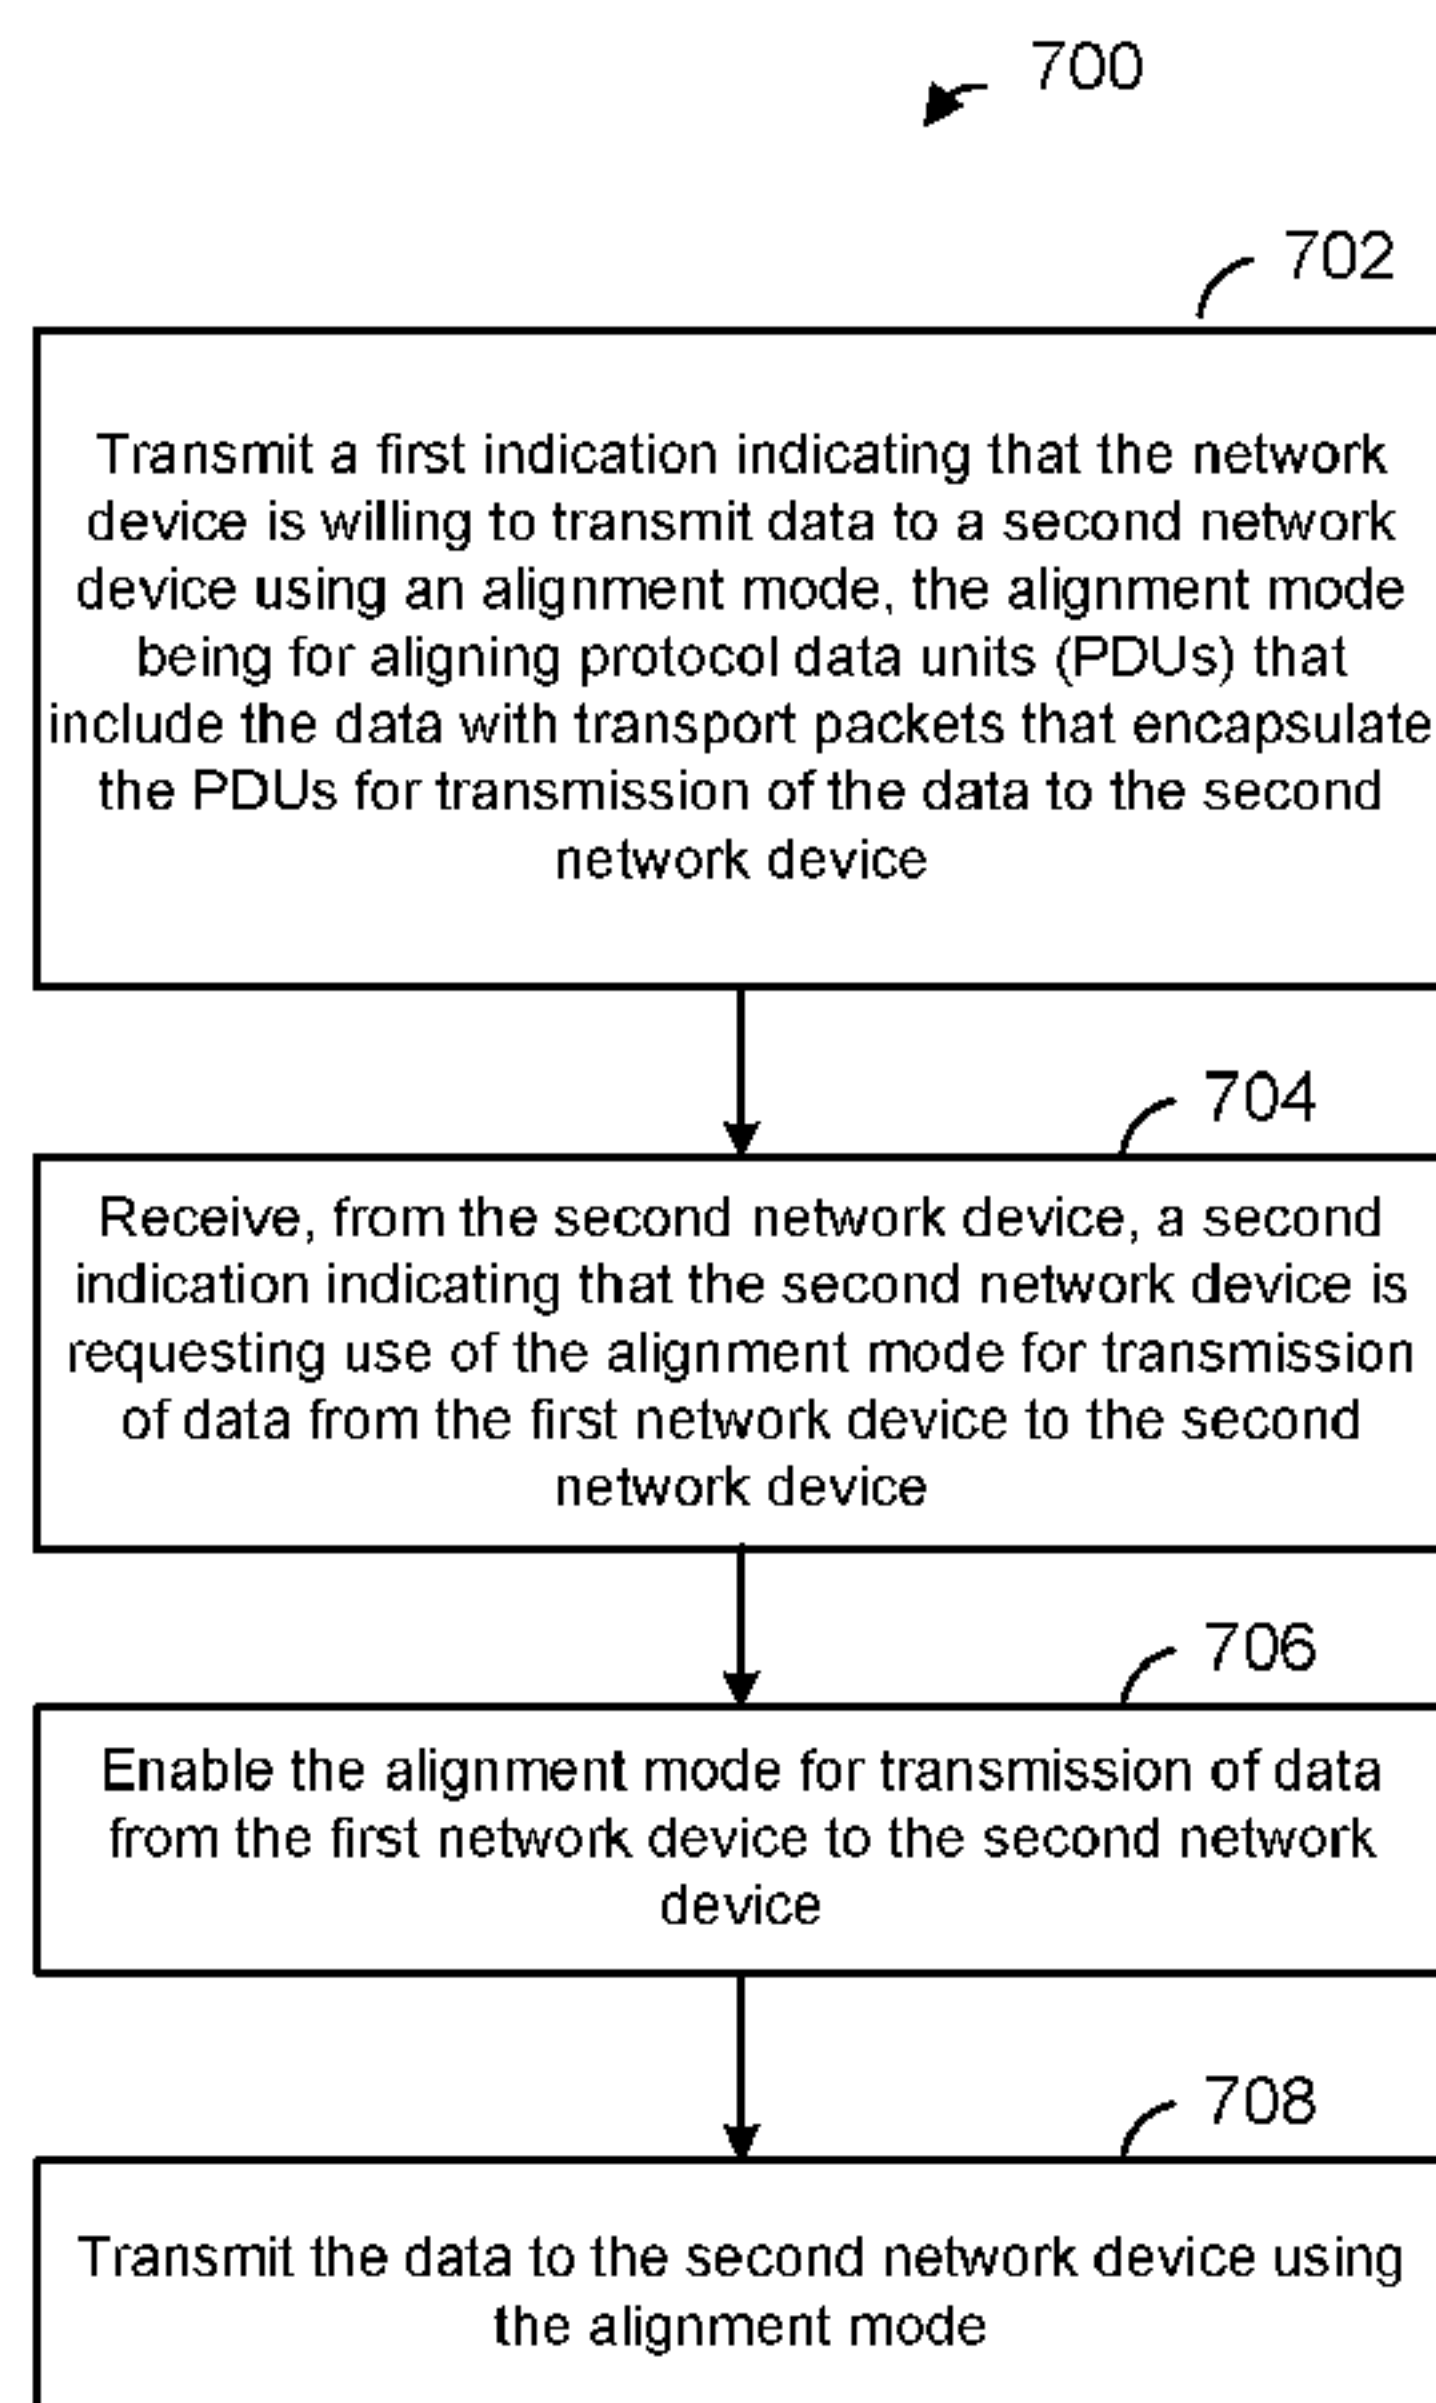 700
702
Transmit a first indication indicating that the network
device is willing to transmit data to a second network
device using an alignment mode, the alignment mode
being for aligning protocol data units (PDUs) that
include the data with transport packets that encapsulate
the PDUs for transmission of the data to the second
network device
704
Receive, from the second network device, a second
indication indicating that the second network device is
requesting use of the alignment mode for transmission
of data from the first network device to the second
network device
706
Enable the alignment mode for transmission of data
from the first network device to the second network
device
708
Transmit the data to the second network device using
the alignment mode